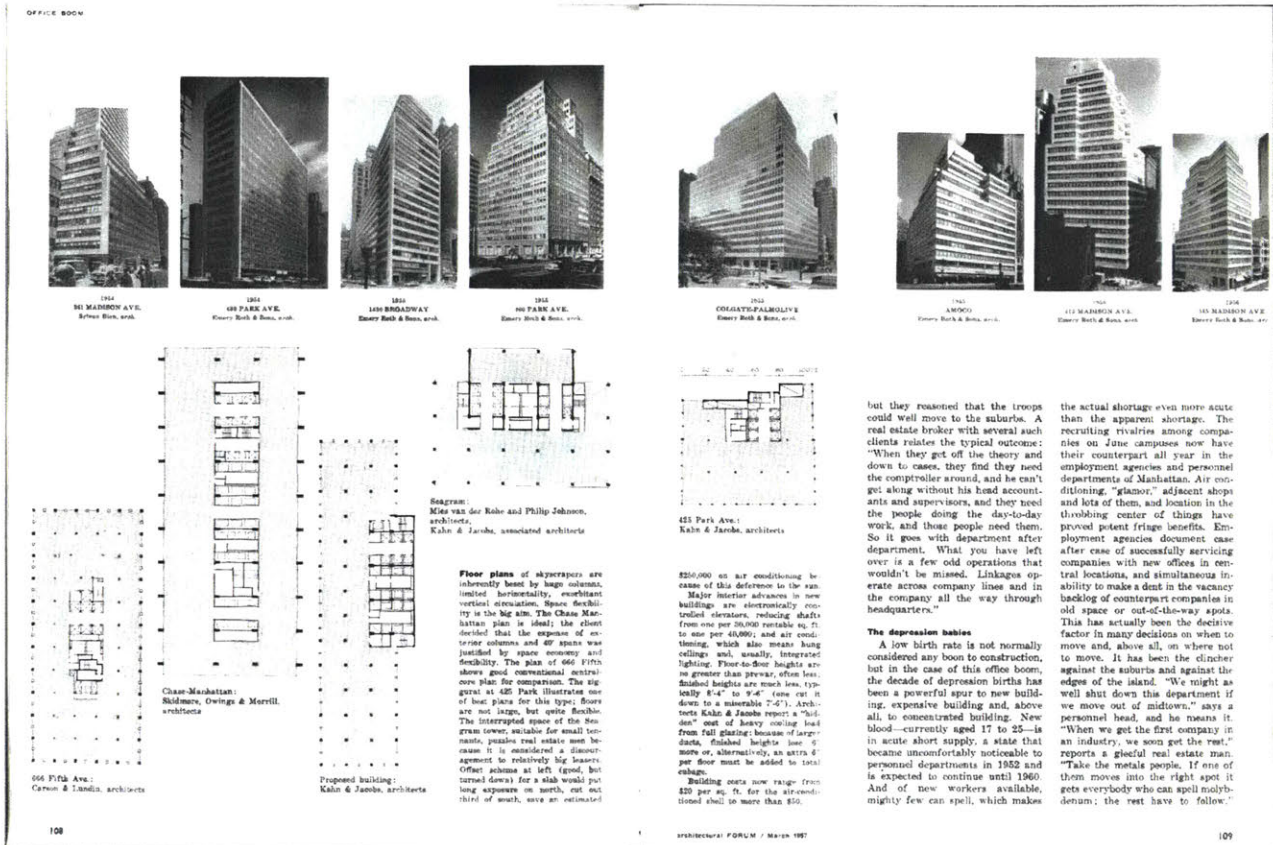 OFFICE BOOM
1954
261 MADISON AVE.
arch.
1954
430 PARK AVE.
Emery Roth & Sons, arch.
1955
1430 BROADWAY
Emery Roth & Sons, arch.
1955
PARK AVE.
Emery Roth & Sons, arch.
1955
COLGATE-PALMOLIVE
Emery Roth & Sons, arch.
1955
AMOCO
Emery Roth & Sons, arch.
MADISON AVE.
Emery Roth & Sons, arch.
1956
MADISON AVE
Emery Roth & Sons,
666 Fifth Ave.:
Carson & Lundin, architects
Chase-Manhattan:
Skidmore, Owings & Merrill,
architects
Proposed building:
Kahn & Jacobs, architects
Seagram:
Mies van der Rohe and Philip Johnson,
architects,
Kahn & Jacobs, associated architects
Floor plans of skyscrapers are
inherently beset by huge columns,
limited horizontality, exorbitant
vertical circulation. Space flexibil-
ity is the big aim. The Chase Man-
hattan plan is ideal; the client
decided that the expense of ex-
terior columns and 40' spans was
justified by space economy and
flexibility. The plan of 666 Fifth
shows good conventional central-
core plan for comparison. The zig-
gurat at 425 Park illustrates one
of best plans for this type; floors
are not large, but quite flexible.
The interrupted space of the Sea-
gram tower, suitable for small ten-
nants, puzzles real estate men be-
cause it is considered a discour-
agement to relatively big leasers.
Offset scheme at left (good, but
turned down) for a slab would put
long exposure on north, cut out
third of south, save an estimated
108
425 Park Ave.:
Kahn & Jacobs, architects
$250,000 on air conditioning be-
cause of this deference to the sun.
Major interior advances in new
buildings are electronically con-
trolled elevators, reducing shafts
from one per 30,000 rentable sq. ft.
to one per 40,000; and air condi-
tioning, which also means hung
ceilings and, usually, integrated
lighting. Floor-to-floor heights are
no greater than prewar, often less;
finished heights are much less, typ-
ically 8'-4" to 9'-6" (one cut it
down to a miserable 7'-6"). Archi-
tects Kahn & Jacobs report a "hid-
den" cost of heavy cooling load
from full glazing: because of larger
ducts, finished heights lose 6"
more or, alternatively, an extra 6"
per floor must be added to total
cubage.
Building costs now range from
$20 per sq. ft. for the air-condi-
tioned shell to more than $50.
but they reasoned that the troops
could well move to the suburbs. A
real estate broker with several such
clients relates the typical outcome:
"When they get off the theory and
down to cases, they find they need
the comptroller around, and he can't
get along without his head account-
ants and supervisors, and they need
the people doing the day-to-day
work, and those people need them.
So it goes with department after
department. What you have left
over is a few odd operations that
wouldn't be missed. Linkages op-
erate across company lines and in
the company all the way through
headquarters."
The depression babies
A low birth rate is not normally
considered any boon to construction,
but in the case of this office boom,
the decade of depression births has
been a powerful spur to new build-
ing, expensive building and, above
all, to concentrated building. New
blood—currently aged 17 to 25—is
in acute short supply, a state that
became uncomfortably noticeable to
personnel departments in 1952 and
is expected to continue until 1960.
And of new workers available,
mighty few can spell, which makes
the actual shortage even more acute
than the apparent shortage. The
recruiting rivalries among compa-
nies on June campuses now have
their counterpart all year in the
employment agencies and personnel
departments of Manhattan. Air con-
ditioning, "glamor," adjacent shops
and lots of them, and location in the
throbbing center of things have
proved potent fringe benefits. Em-
ployment agencies document case
after case of successfully servicing
companies with new offices in cen-
tral locations, and simultaneous in-
ability to make a dent in the vacancy
backlog of counterpart companies in
old space or out-of-the-way spots.
This has actually been the decisive
factor in many decisions on when to
move and, above all, on where not
to move. It has been the clincher
against the suburbs and against the
edges of the island. "We might as
well shut down this department if
we move out of midtown," says a
personnel head, and he means it.
"When we get the first company in
an industry, we soon get the rest,"
reports a gleeful real estate man.
"Take the metals people. If one of
them moves into the right spot it
gets everybody who can spell molyb-
denum; the rest have to follow."
architectural FORUM / March 1957
109